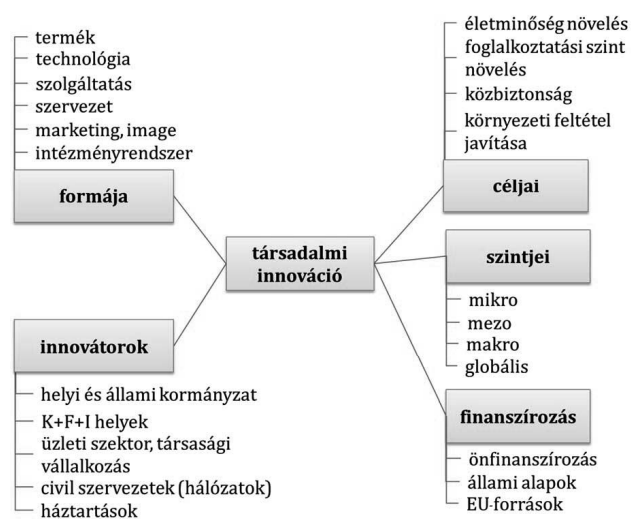 termék
technológia
szolgáltatás
szervezet
marketing, image
intézményrendszer
formája
életminőség növelés
foglalkoztatási szint
növelés
közbiztonság
környezeti feltétel
javítása
céljai
társadalmi
innováció
szintjei
mikro
mezo
makro
globális
innovátorok
helyi és állami kormányzat
K+F+I helyek
üzleti szektor, társasági
vállalkozás
civil szervezetek (hálózatok)
háztartások
finanszírozás
önfinanszírozás
állami alapok
EU-források